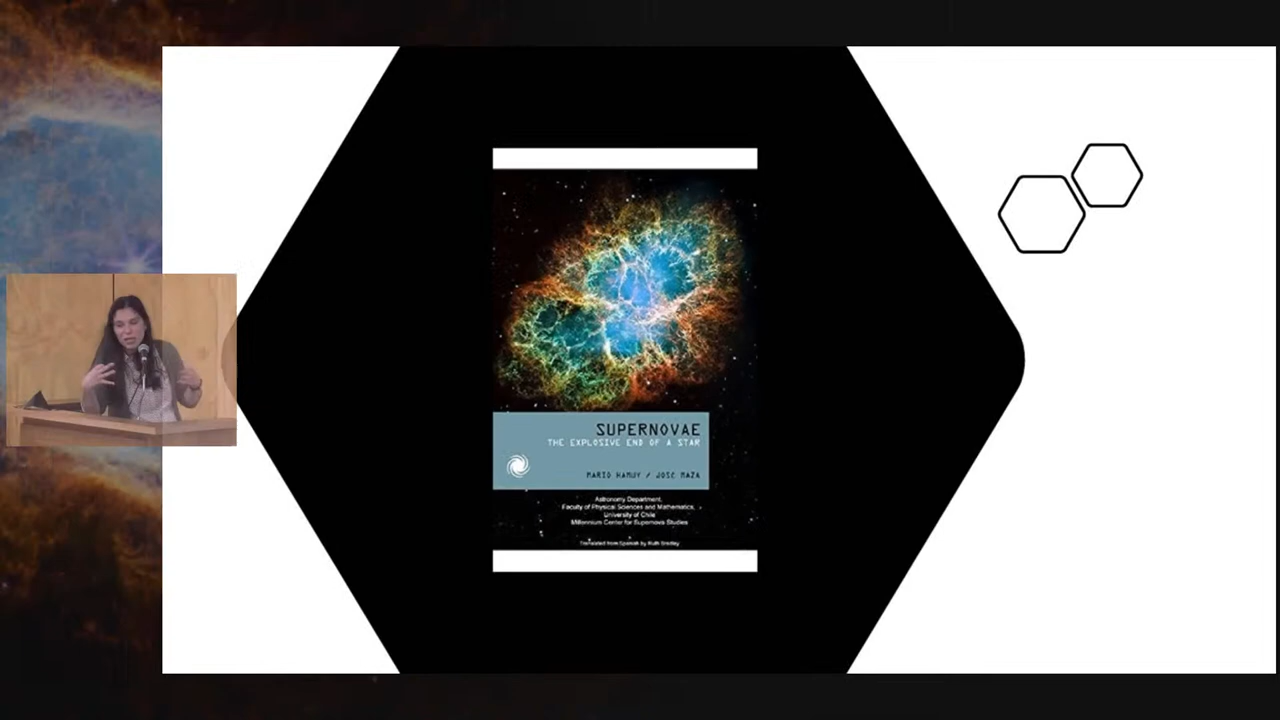 SUPERNOVAE
THE EXPLOSIVE END OF A STAR
MARIO HAMUY / JOSE MAZA
Astronomy Department,
Faculty of Physical Sciences and Mathematics,
University of Chile
Millennium Center for Supernova Studies
Translated from Spanish by Ruth Bradley